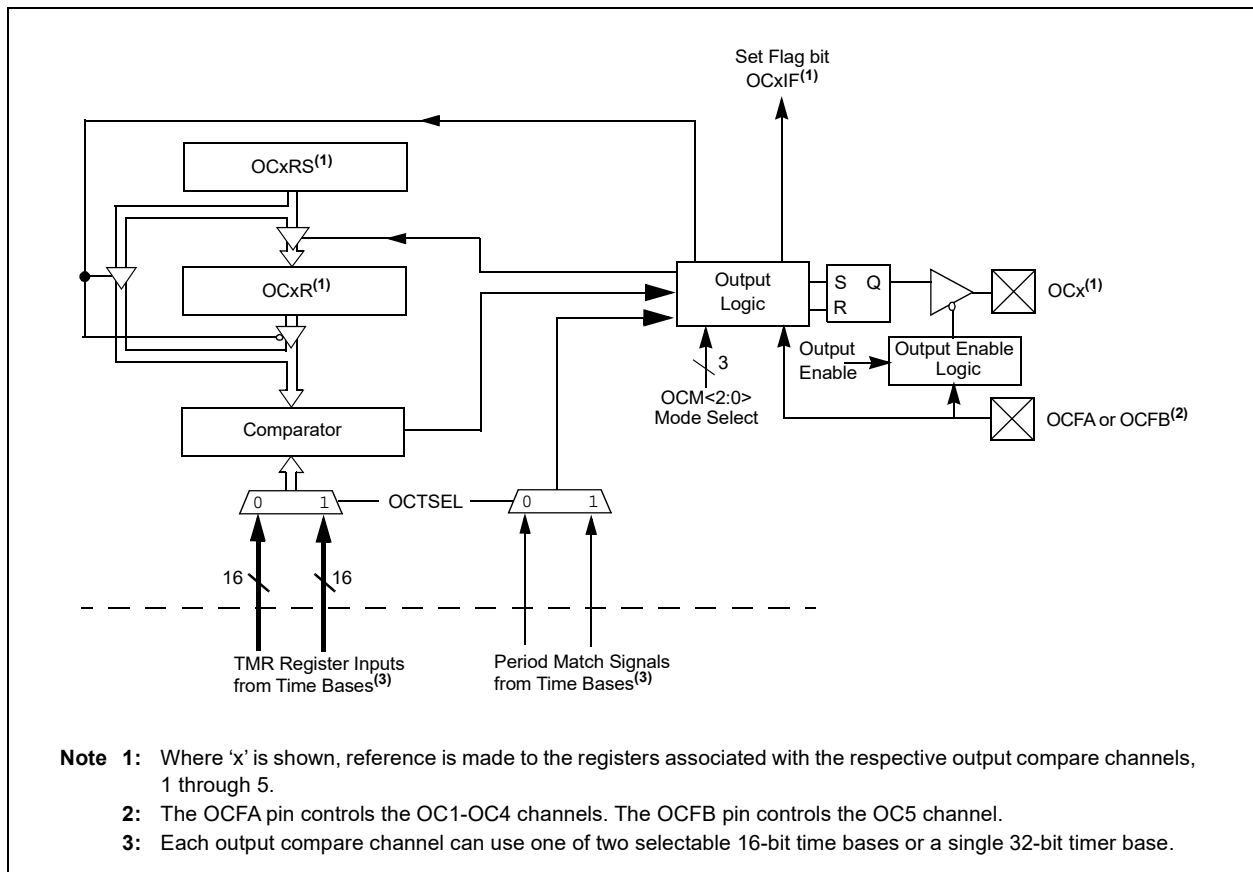 Set Flag bit
OCxIF(1)
OCxRS(1)
OCxR(1)
Output
Logic
S Q
R
OCx(1)
3
Output
Enable
Output Enable
Logic
OCM<2:0>
Mode Select
Comparator
OCFA or OCFB(2)
0 1
OCTSEL
0 1
16
16
TMR Register Inputs
from Time Bases(3)
Period Match Signals
from Time Bases(3)
Note 1: Where ‘x’ is shown, reference is made to the registers associated with the respective output compare channels,
1 through 5.
2: The OCFA pin controls the OC1-OC4 channels. The OCFB pin controls the OC5 channel.
3: Each output compare channel can use one of two selectable 16-bit time bases or a single 32-bit timer base.